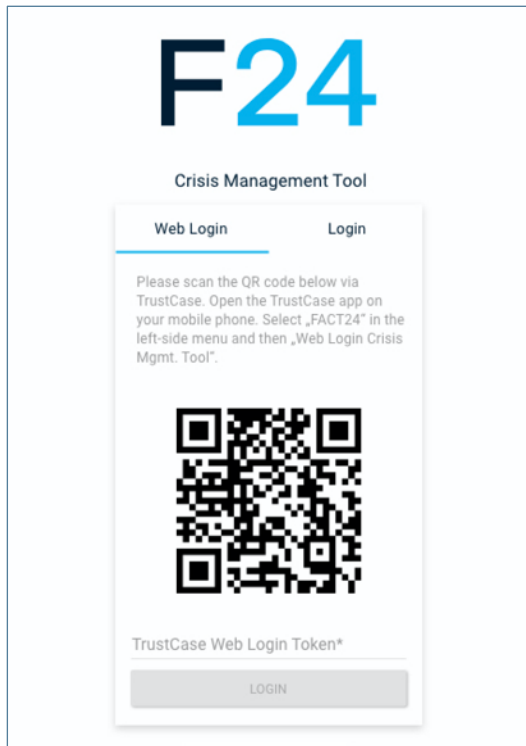 F24
Crisis Management Tool
Web Login
Login
Please scan the QR code below via
TrustCase. Open the TrustCase app on
your mobile phone. Select „FACT24" in the
left-side menu and then „Web Login Crisis
Mgmt. Tool".
TrustCase Web Login Token*
LOGIN